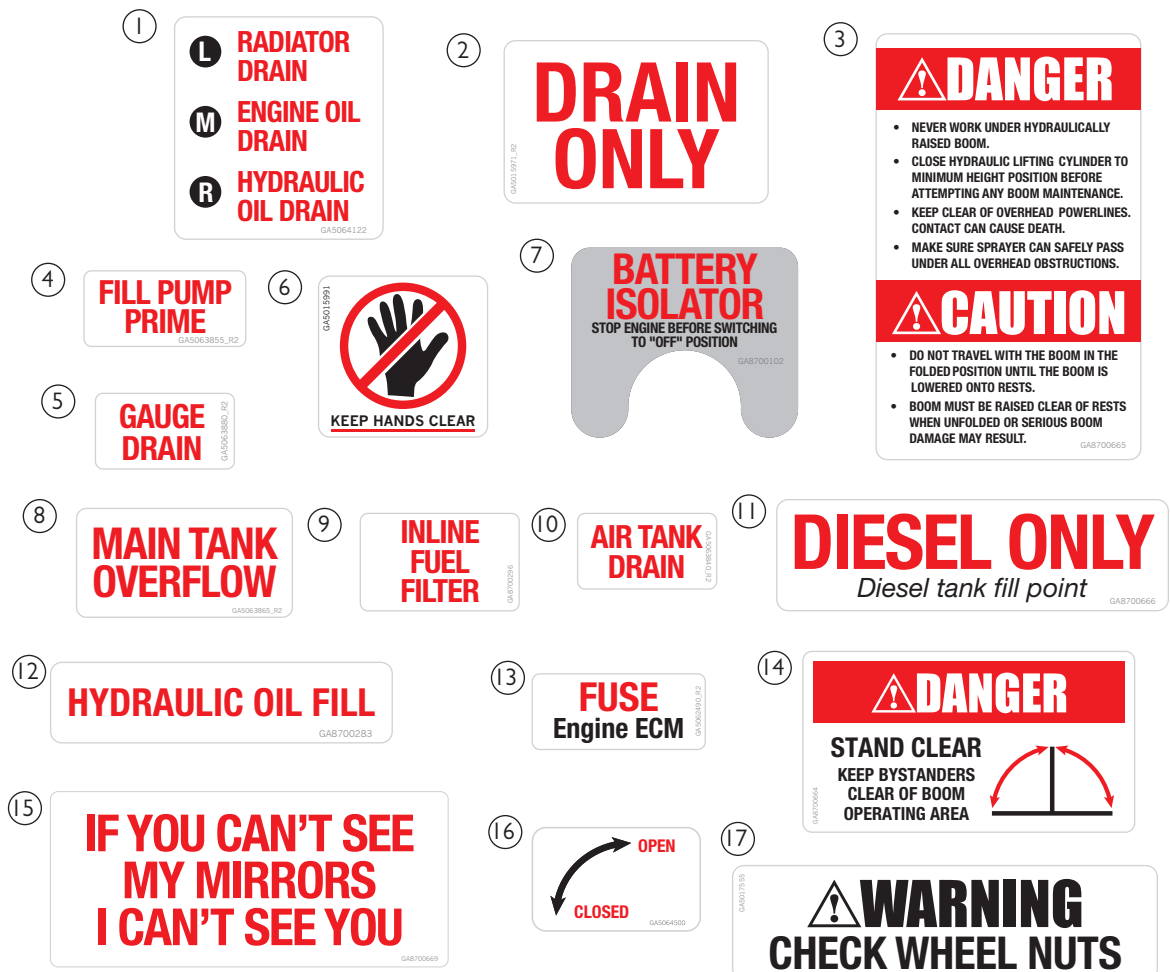 1
L RADIATOR
DRAIN
M ENGINE OIL
DRAIN
R HYDRAULIC
OIL DRAIN
GA5064122
2
DRAIN
ONLY
GA5015971_R2
3
DANGER
• NEVER WORK UNDER HYDRAULICALLY
RAISED BOOM.
• CLOSE HYDRAULIC LIFTING CYLINDER TO
MINIMUM HEIGHT POSITION BEFORE
ATTEMPTING ANY BOOM MAINTENANCE.
• KEEP CLEAR OF OVERHEAD POWERLINES.
CONTACT CAN CAUSE DEATH.
• MAKE SURE SPRAYER CAN SAFELY PASS
UNDER ALL OVERHEAD OBSTRUCTIONS.
CAUTION
• DO NOT TRAVEL WITH THE BOOM IN THE
FOLDED POSITION UNTIL THE BOOM IS
LOWERED ONTO RESTS.
• BOOM MUST BE RAISED CLEAR OF RESTS
WHEN UNFOLDED OR SERIOUS BOOM
DAMAGE MAY RESULT.
GA8700665
4
FILL PUMP
PRIME
GA5063855_R2
5
GAUGE
DRAIN
GA5063880_R2
6
GA5015991
KEEP HANDS CLEAR
7
BATTERY
ISOLATOR
STOP ENGINE BEFORE SWITCHING
TO "OFF" POSITION
GA8700102
8
MAIN TANK
OVERFLOW
GA5063865_R2
9
INLINE
FUEL
FILTER
GA8700296
10
AIR TANK
DRAIN
GA5063840_R2
11
DIESEL ONLY
Diesel tank fill point
GA8700666
12
HYDRAULIC OIL FILL
GA8700283
13
FUSE
Engine ECM
GA5062490_R2
14
DANGER
STAND CLEAR
KEEP BYSTANDERS
CLEAR OF BOOM
OPERATING AREA
GA8700664
15
IF YOU CAN'T SEE
MY MIRRORS
I CAN'T SEE YOU
GA8700669
16
OPEN
CLOSED
GA5064500
17
GA5017555
WARNING
CHECK WHEEL NUTS